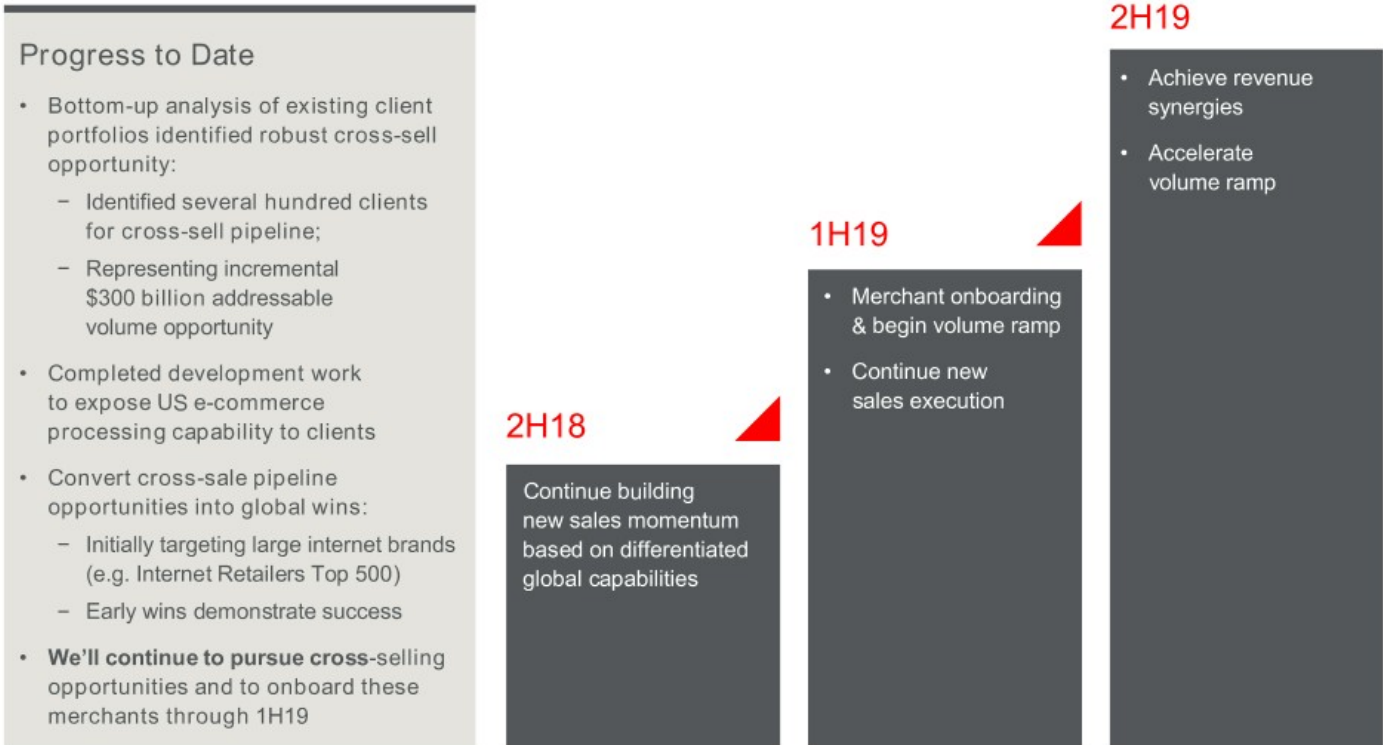 Progress to Date
• Bottom-up analysis of existing client
portfolios identified robust cross-sell
opportunity:
− Identified several hundred clients
for cross-sell pipeline;
− Representing incremental
$300 billion addressable
volume opportunity
• Completed development work
to expose US e-commerce
processing capability to clients
• Convert cross-sale pipeline
opportunities into global wins:
− Initially targeting large internet brands
(e.g. Internet Retailers Top 500)
− Early wins demonstrate success
• We’ll continue to pursue cross-selling
opportunities and to onboard these
merchants through 1H19
2H18
Continue building
new sales momentum
based on differentiated
global capabilities
1H19
• Merchant onboarding
& begin volume ramp
• Continue new
sales execution
2H19
• Achieve revenue
synergies
• Accelerate
volume ramp